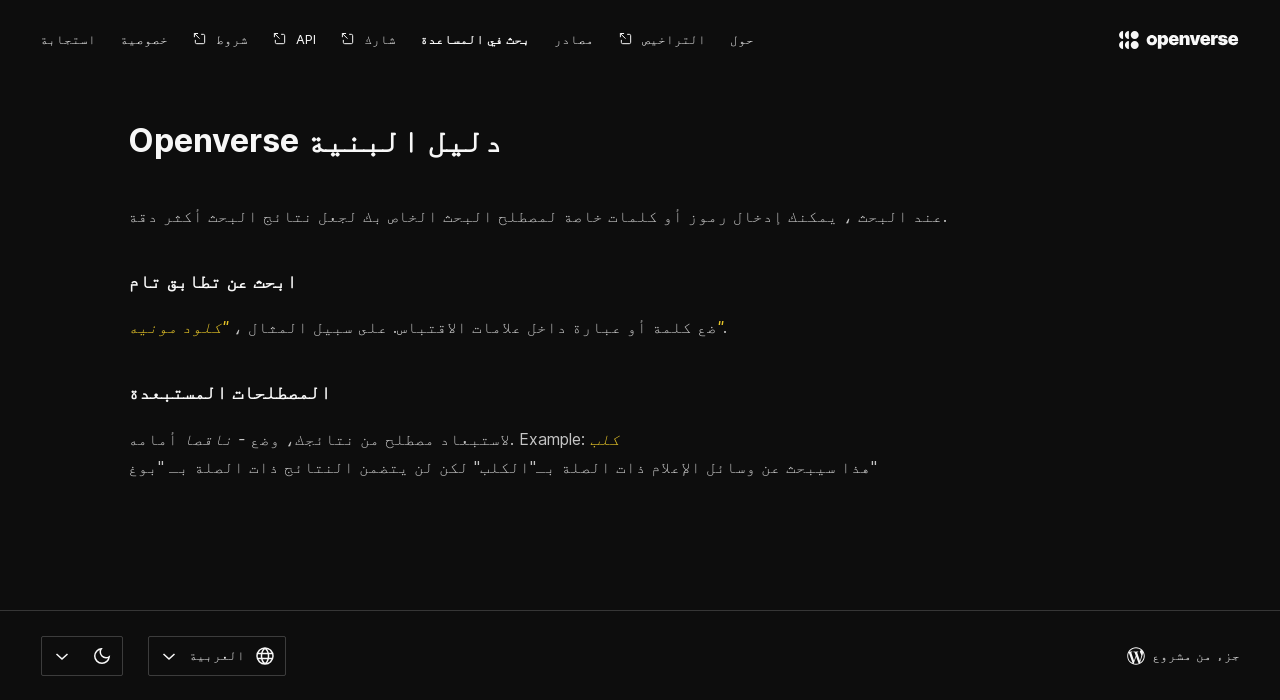 openverse
حول
التراخيص
مصادر
بحث في المساعدة
شارك
API
شروط
خصوصية
استجابة
دليل البنية Openverse
عند البحث ، يمكنك إدخال رموز أو كلمات خاصة لمصطلح البحث الخاص بك لجعل نتائج البحث أكثر دقة.
ابحث عن تطابق تام
ضع كلمة أو عبارة داخل علامات الاقتباس. على سبيل المثال ، "كلود مونيه".
المصطلحات المستبعدة
لاستبعاد مصطلح من نتائجك، وضع - ناقصا أمامه. Example: كلب
هذا سيبحث عن وسائل الإعلام ذات الصلة بـ"الكلب" لكن لن يتضمن النتائج ذات الصلة بـ "بوغ"
جزء من مشروع
العربية